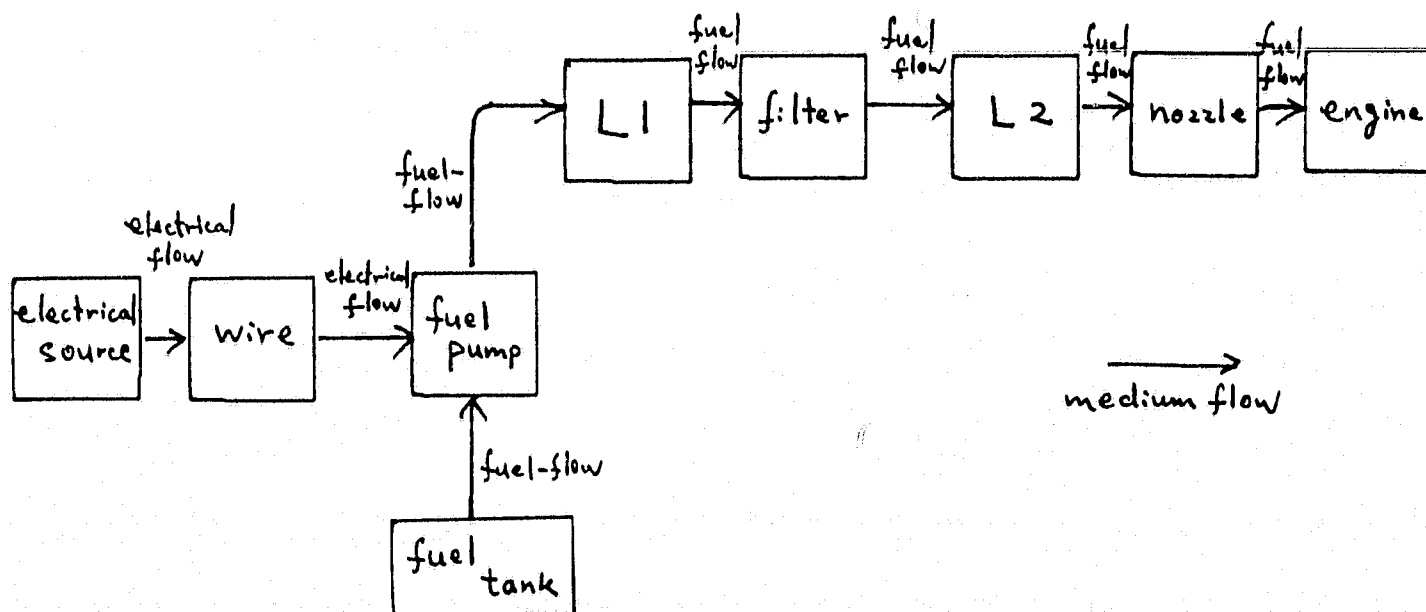 fuel
flow
fuel
flow
fuel
flow
fuel
flow
L1
filter
L2
nozzle
engine
fuel-
flow
electrical
flow
electrical
flow
electrical
source
wire
fuel
pump
medium flow
fuel-flow
fuel
tank